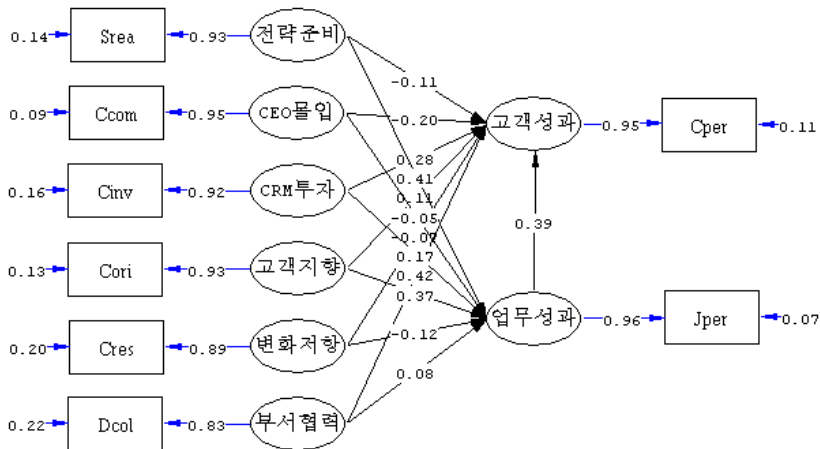 0.14 Srea 0.93 전략준비
-0.11
0.09 Ccom 0.95 CEO몰입 -0.20 고객성과 0.95 Cper 0.11
0.28
0.16 Cinv 0.92 CRM투자 0.41
0.11
-0.05 0.39
-0.07
0.13 Cori 0.93 고객지향 0.17
0.42
0.37
업무성과 0.96 Jper 0.07
0.20 Cres 0.89 변화저항 -0.12
0.08
0.22 Dcol 0.83 부서협력